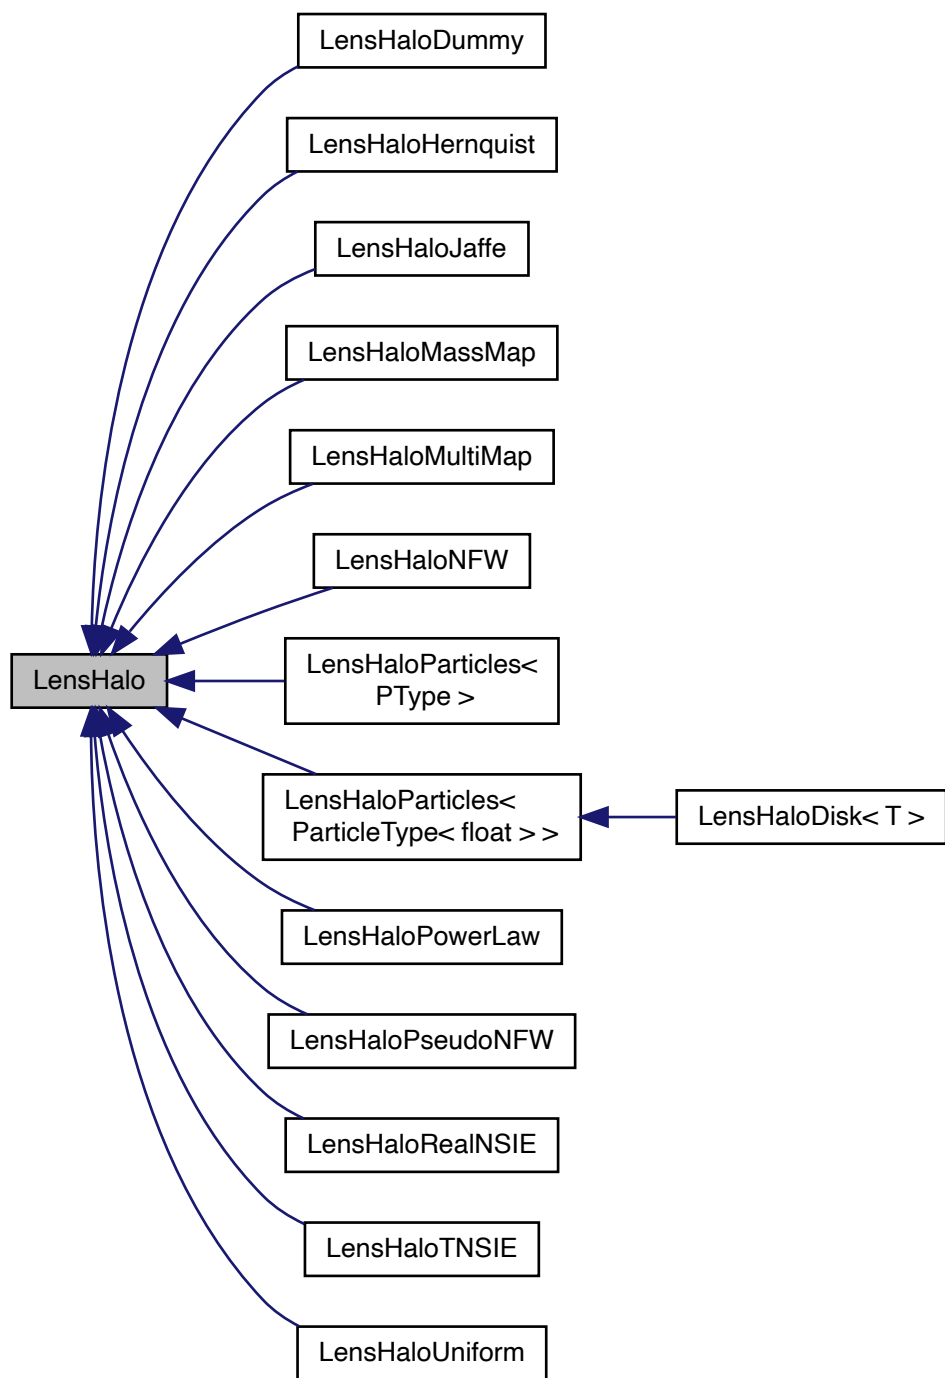 LensHaloDummy
LensHaloHernquist
LensHaloJaffe
LensHaloMassMap
LensHaloMultiMap
LensHaloNFW
LensHalo
LensHaloParticles<
PType >
LensHaloParticles<
ParticleType< float > >
LensHaloDisk< T >
LensHaloPowerLaw
LensHaloPseudoNFW
LensHaloRealNSIE
LensHaloTNSIE
LensHaloUniform